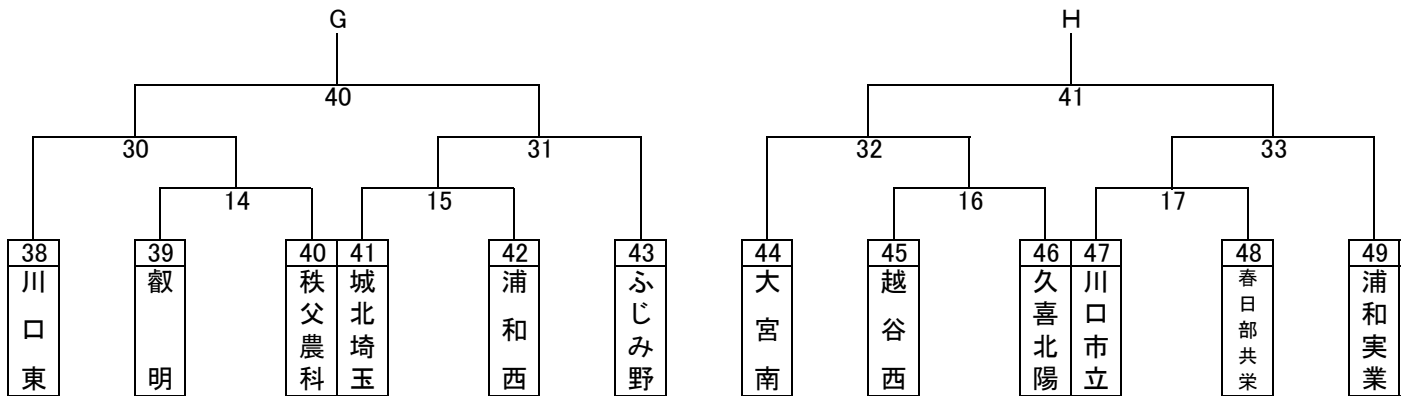 G H
40 41
30 31 32 33
14 15 16 17
38 39 40 41 42 43 44 45 46 47 48 49
川口東
叡明
秩父農科
城北埼玉
浦和西
ふじみ野
大宮南
越谷西
久喜北陽
川口市立
春日部共栄
浦和実業